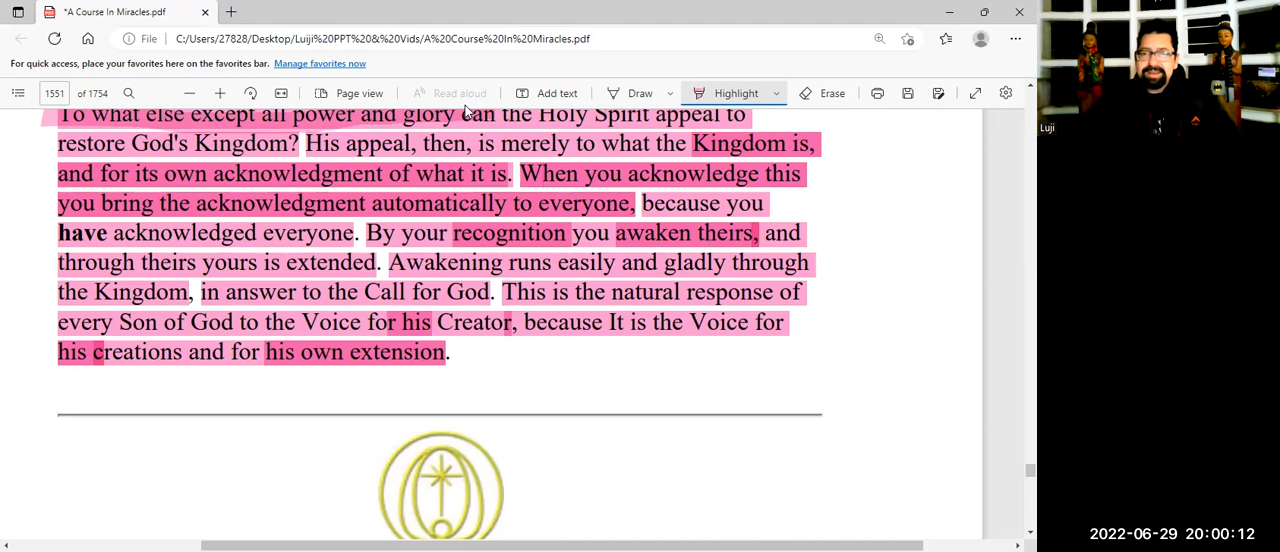 *A Course In Miracles.pdf
File C:/Users/27828/Desktop/Luiji%20PPT%20&%20Vids/A%20Course%20In%20Miracles.pdf
For quick access, place your favorites here on the favorites bar. Manage favorites now
1551 of 1754 Page view Read aloud Add text Draw Highlight Erase
To what else except all power and glory can the Holy Spirit appeal to
restore God's Kingdom? His appeal, then, is merely to what the Kingdom is,
and for its own acknowledgment of what it is. When you acknowledge this
you bring the acknowledgment automatically to everyone, because you
have acknowledged everyone. By your recognition you awaken theirs, and
through theirs yours is extended. Awakening runs easily and gladly through
the Kingdom, in answer to the Call for God. This is the natural response of
every Son of God to the Voice for his Creator, because It is the Voice for
his creations and for his own extension.
Luji
2022-06-29 20:00:12